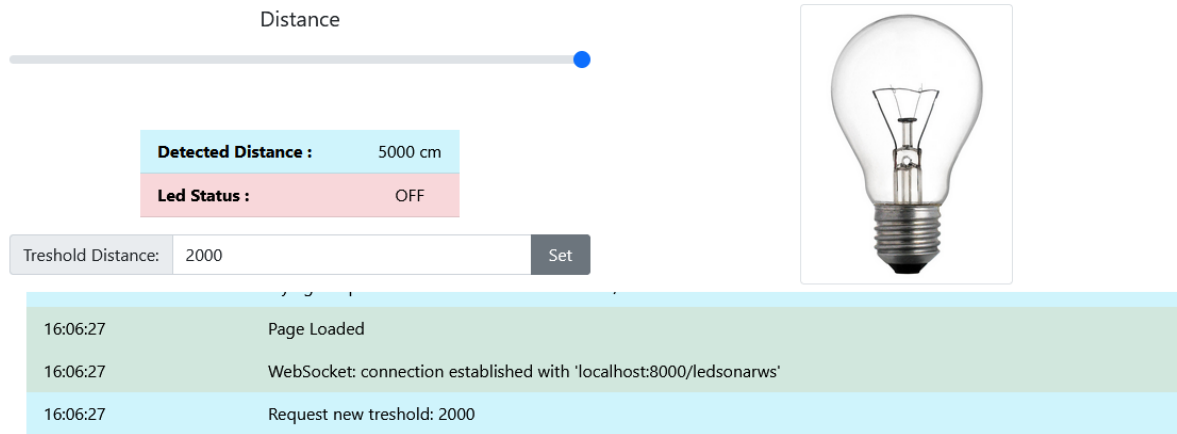 Distance
Detected Distance : 5000 cm
Led Status : OFF
Treshold Distance: 2000 Set
16:06:27 Page Loaded
16:06:27 WebSocket: connection established with 'localhost:8000/ledsonarws'
16:06:27 Request new treshold: 2000